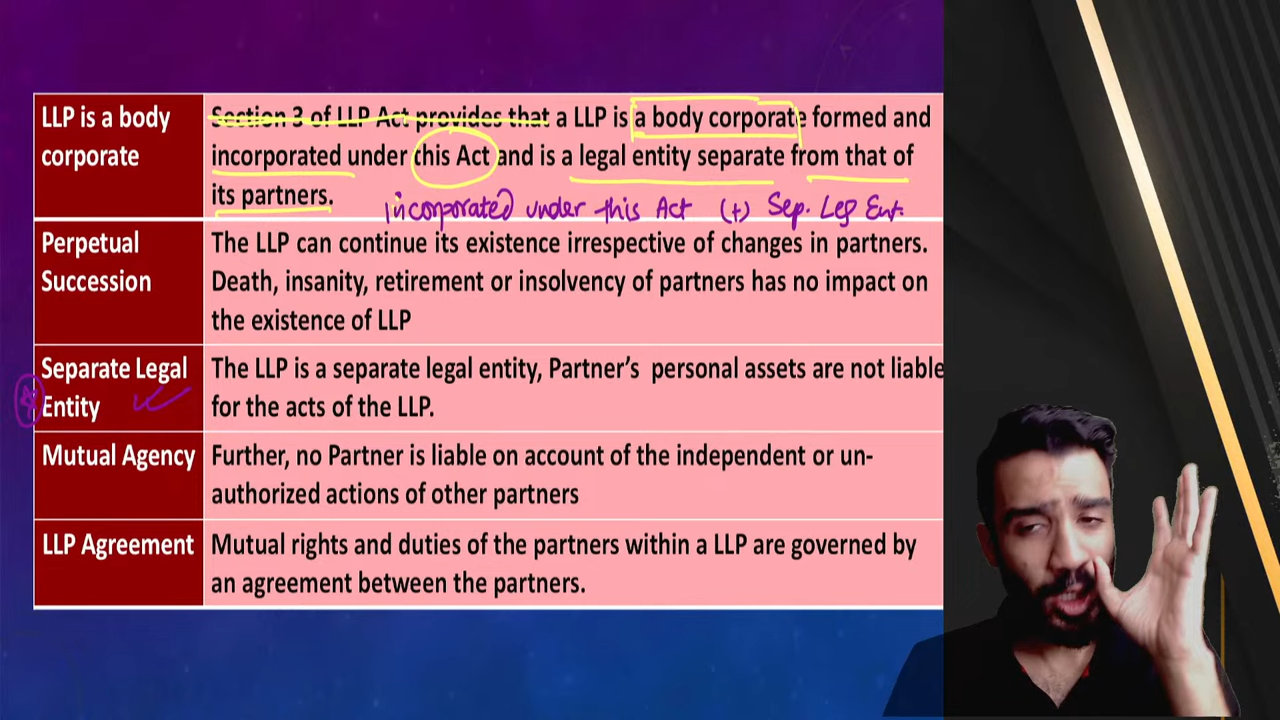 LLP is a body
corporate
Section 3 of LLP Act provides that a LLP is a body corporate formed and
incorporated under this Act and is a legal entity separate from that of
its partners.
incorporated under this Act (+) Sep. Leg Ent.
Perpetual
Succession
The LLP can continue its existence irrespective of changes in partners.
Death, insanity, retirement or insolvency of partners has no impact on
the existence of LLP
Separate Legal
Entity
The LLP is a separate legal entity, Partner's personal assets are not liable
for the acts of the LLP.
Mutual Agency
Further, no Partner is liable on account of the independent or un-
authorized actions of other partners
LLP Agreement
Mutual rights and duties of the partners within a LLP are governed by
an agreement between the partners.